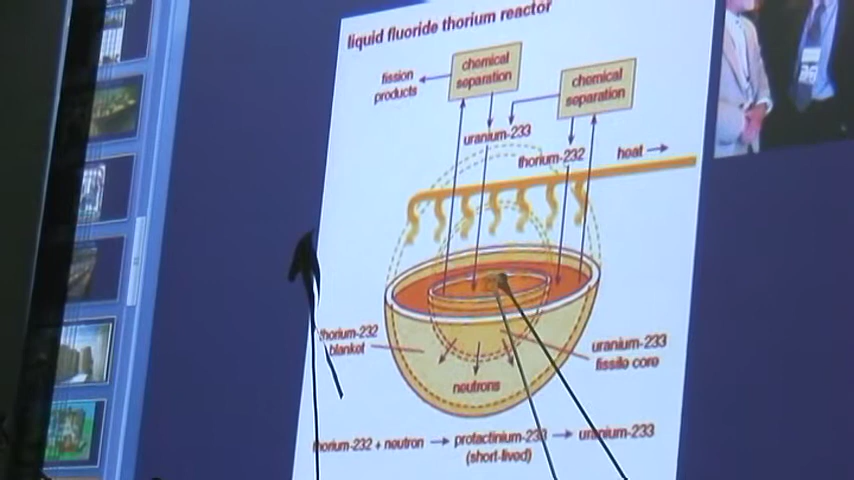 liquid fluoride thorium reactor
chemical
separation
fission
products
chemical
separation
uranium-233
thorium-232
heat
thorium-232
blanket
uranium-233
fissile core
neutrons
thorium-232 + neutron → protactinium-233 → uranium-233
(short-lived)